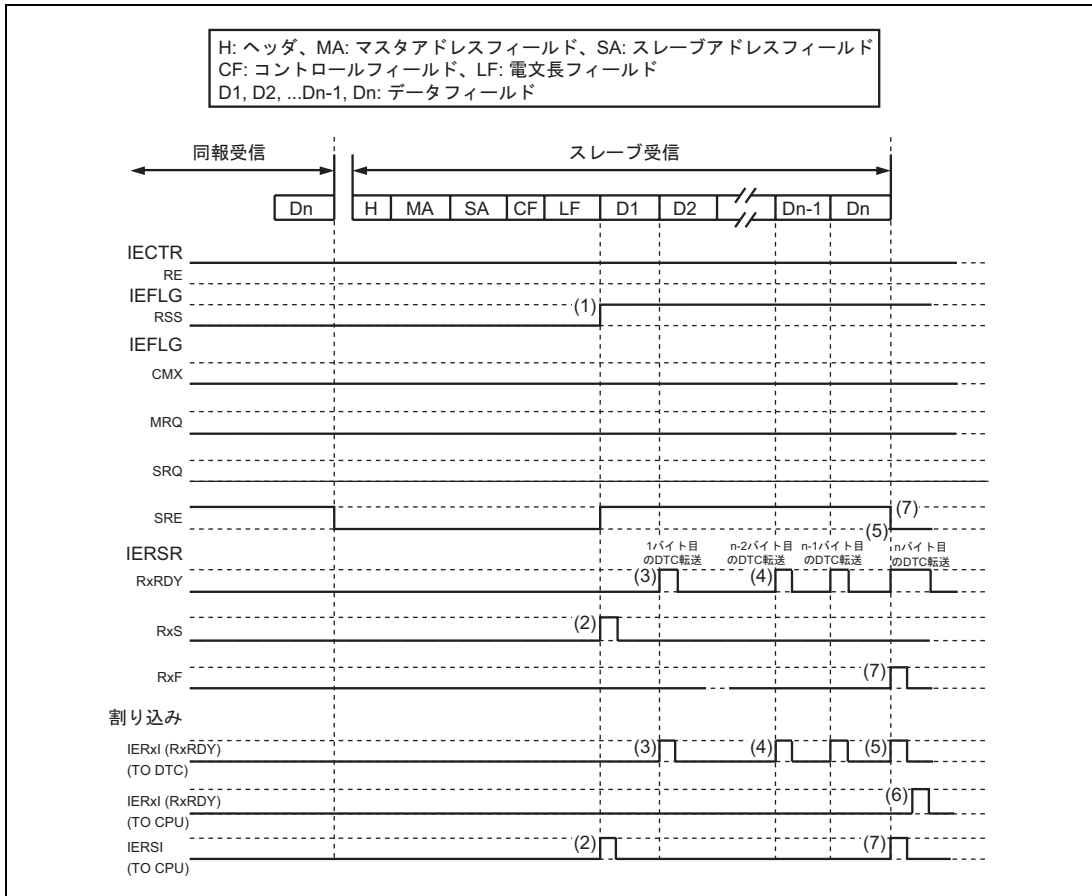 H: ヘッダ、MA: マスタアドレスフィールド、SA: スレーブアドレスフィールド
CF: コントロールフィールド、LF: 電文長フィールド
D1, D2, ...Dn-1, Dn: データフィールド
同報受信
スレーブ受信
Dn
H MA SA CF LF D1 D2 Dn-1 Dn
IECTR
RE
IEFLG
(1)
RSS
IEFLG
CMX
MRQ
SRQ
SRE
(7)
(5)
IERSR
1バイト目
のDTC転送
n-2バイト目
のDTC転送
n-1バイト目
のDTC転送
nバイト目
のDTC転送
RxRDY
(3)
(4)
RxS
(2)
RxF
(7)
割り込み
IERxI (RxRDY)
(TO DTC)
(3)
(4)
(5)
IERxI (RxRDY)
(TO CPU)
(6)
IERSI
(TO CPU)
(2)
(7)